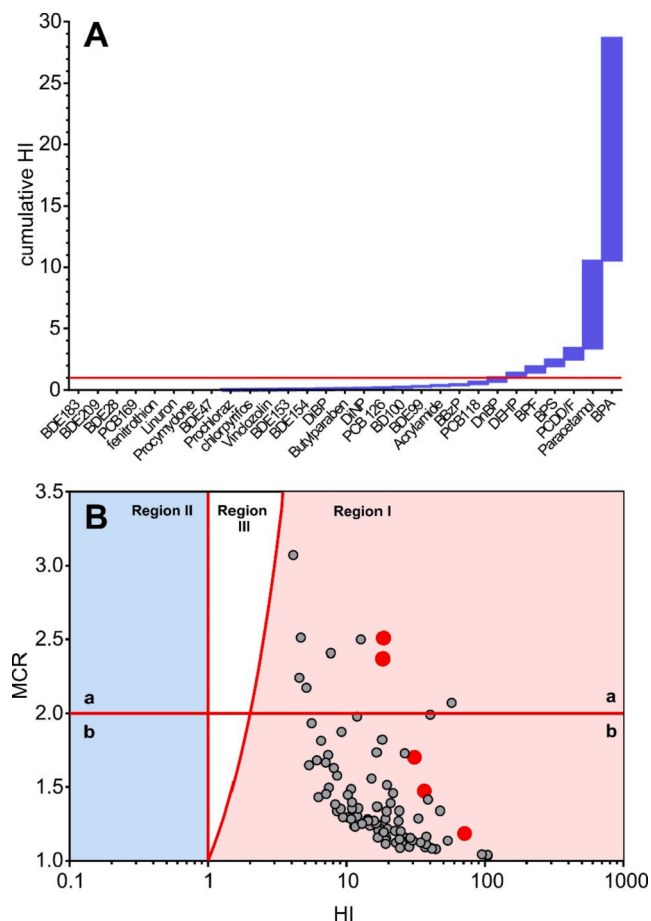 A
cumulative HI
30
25
20
15
10
5
0
BDE183
BDE209
BDE28
PCB169
fenitrothion
Linuron
Procymydone
BDE47
Prochloraz
chlorpyrifos
Vinclozolin
BDE153
BDE154
DiBP
Butylparaben
DiNP
PCB 126
BD100
BDE99
Acrylamide
BBzP
PCB118
DnBP
DEHP
BPF
BPS
PCDD/F
Paracetamol
BPA
B
Region II
Region
III
Region I
MCR
3.5
3.0
2.5
2.0
1.5
1.0
a
a
b
b
0.1
1
10
100
1000
HI